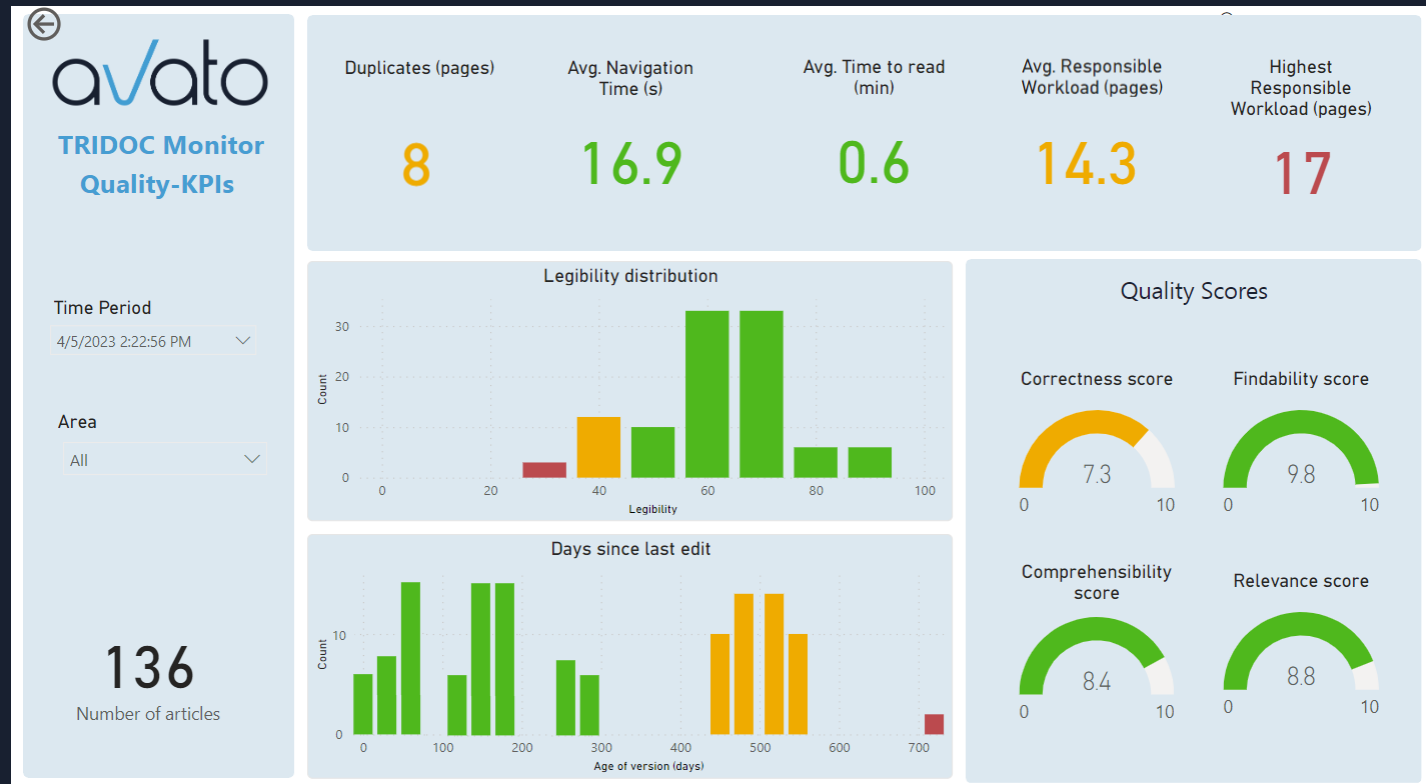 avato
TRIDOC Monitor
Quality-KPIs
Time Period
4/5/2023 2:22:56 PM
Area
All
136
Number of articles
Duplicates (pages)
8
Avg. Navigation
Time (s)
16.9
Avg. Time to read
(min)
0.6
Avg. Responsible
Workload (pages)
14.3
Highest
Responsible
Workload (pages)
17
Legibility distribution
Count
30
20
10
0
0 20 40 60 80 100
Legibility
Days since last edit
Count
10
0
0 100 200 300 400 500 600 700
Age of version (days)
Quality Scores
Correctness score
7.3
0 10
Findability score
9.8
0 10
Comprehensibility
score
8.4
0 10
Relevance score
8.8
0 10